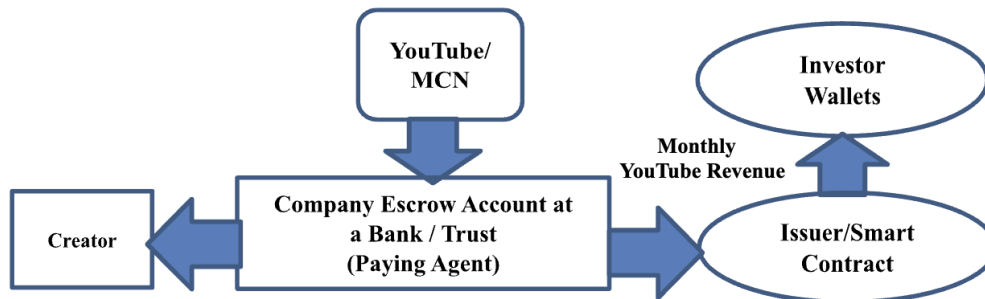 YouTube/
MCN
Investor
Wallets
Monthly
YouTube Revenue
Creator
Company Escrow Account at
a Bank / Trust
(Paying Agent)
Issuer/Smart
Contract